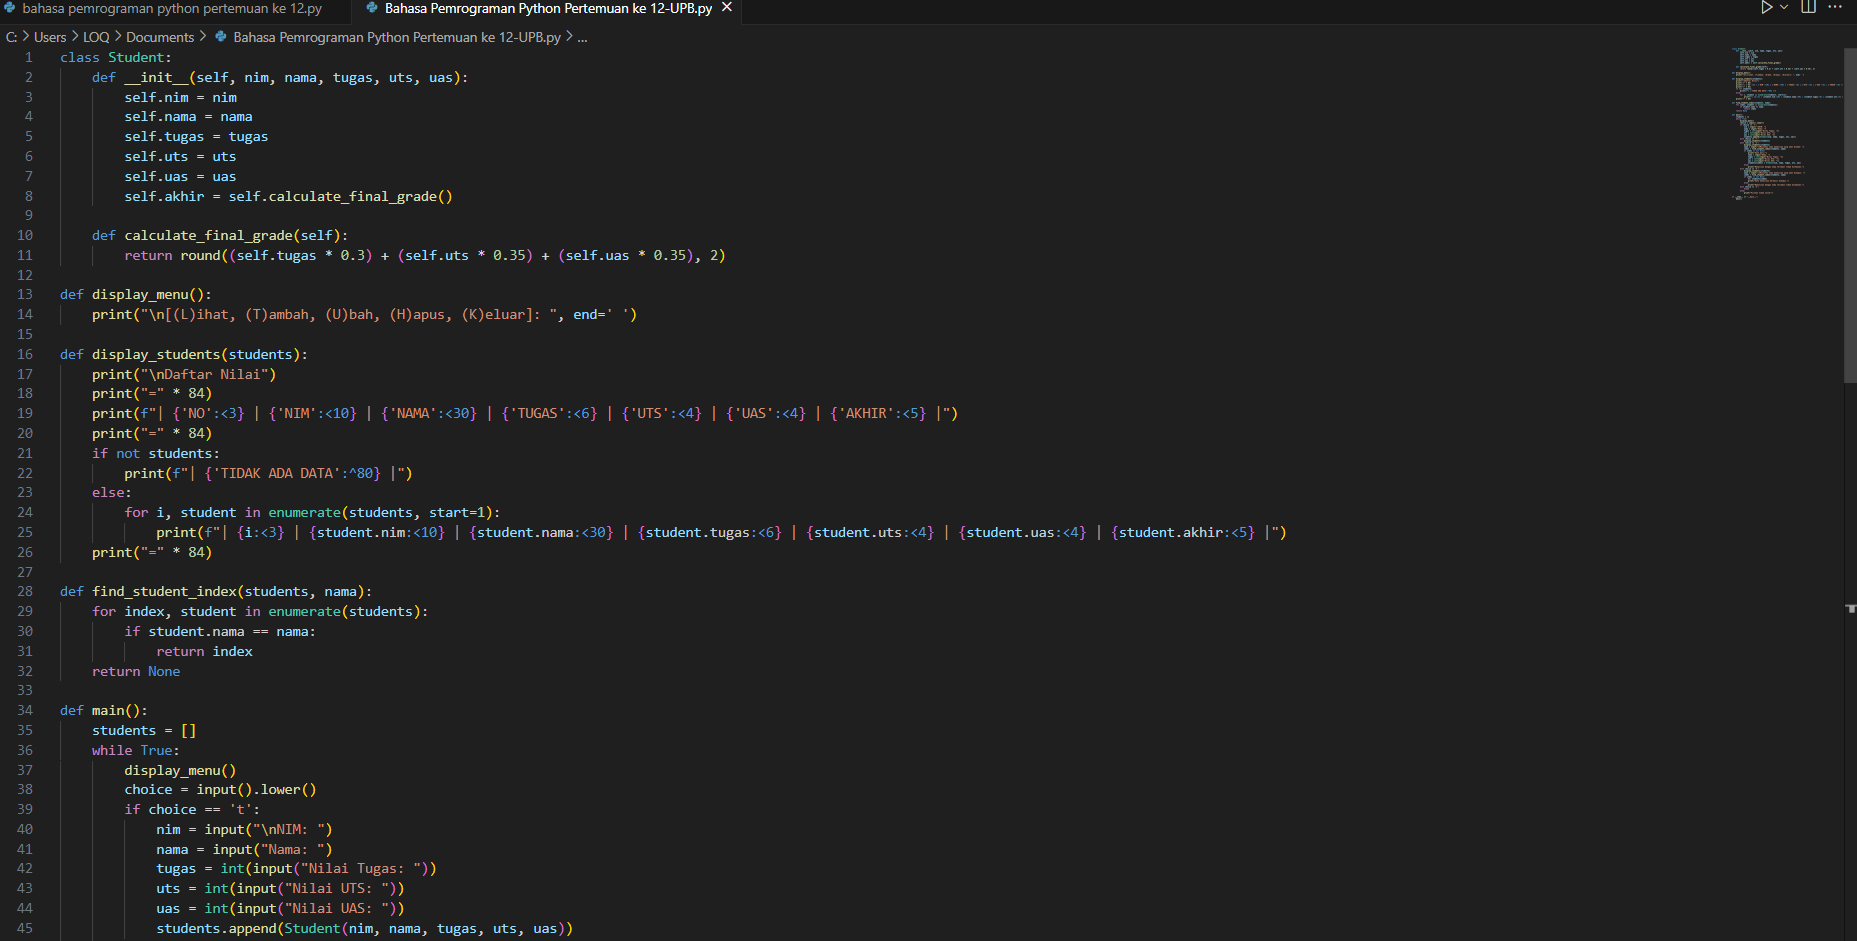 bahasa pemrograman python pertemuan ke 12.py
Bahasa Pemrograman Python Pertemuan ke 12-UPB.py
C: > Users > LOQ > Documents > Bahasa Pemrograman Python Pertemuan ke 12-UPB.py > ...
1 class Student:
2     def __init__(self, nim, nama, tugas, uts, uas):
3         self.nim = nim
4         self.nama = nama
5         self.tugas = tugas
6         self.uts = uts
7         self.uas = uas
8         self.akhir = self.calculate_final_grade()
9
10     def calculate_final_grade(self):
11         return round((self.tugas * 0.3) + (self.uts * 0.35) + (self.uas * 0.35), 2)
12
13 def display_menu():
14     print("\n[(L)ihat, (T)ambah, (U)bah, (H)apus, (K)eluar]: ", end=' ')
15
16 def display_students(students):
17     print("\nDaftar Nilai")
18     print("=" * 84)
19     print(f"| {'NO':<3} | {'NIM':<10} | {'NAMA':<30} | {'TUGAS':<6} | {'UTS':<4} | {'UAS':<4} | {'AKHIR':<5} |")
20     print("=" * 84)
21     if not students:
22         print(f"| {'TIDAK ADA DATA':^80} |")
23     else:
24         for i, student in enumerate(students, start=1):
25             print(f"| {i:<3} | {student.nim:<10} | {student.nama:<30} | {student.tugas:<6} | {student.uts:<4} | {student.uas:<4} | {student.akhir:<5} |")
26     print("=" * 84)
27
28 def find_student_index(students, nama):
29     for index, student in enumerate(students):
30         if student.nama == nama:
31             return index
32     return None
33
34 def main():
35     students = []
36     while True:
37         display_menu()
38         choice = input().lower()
39         if choice == 't':
40             nim = input("\nNIM: ")
41             nama = input("Nama: ")
42             tugas = int(input("Nilai Tugas: "))
43             uts = int(input("Nilai UTS: "))
44             uas = int(input("Nilai UAS: "))
45             students.append(Student(nim, nama, tugas, uts, uas))